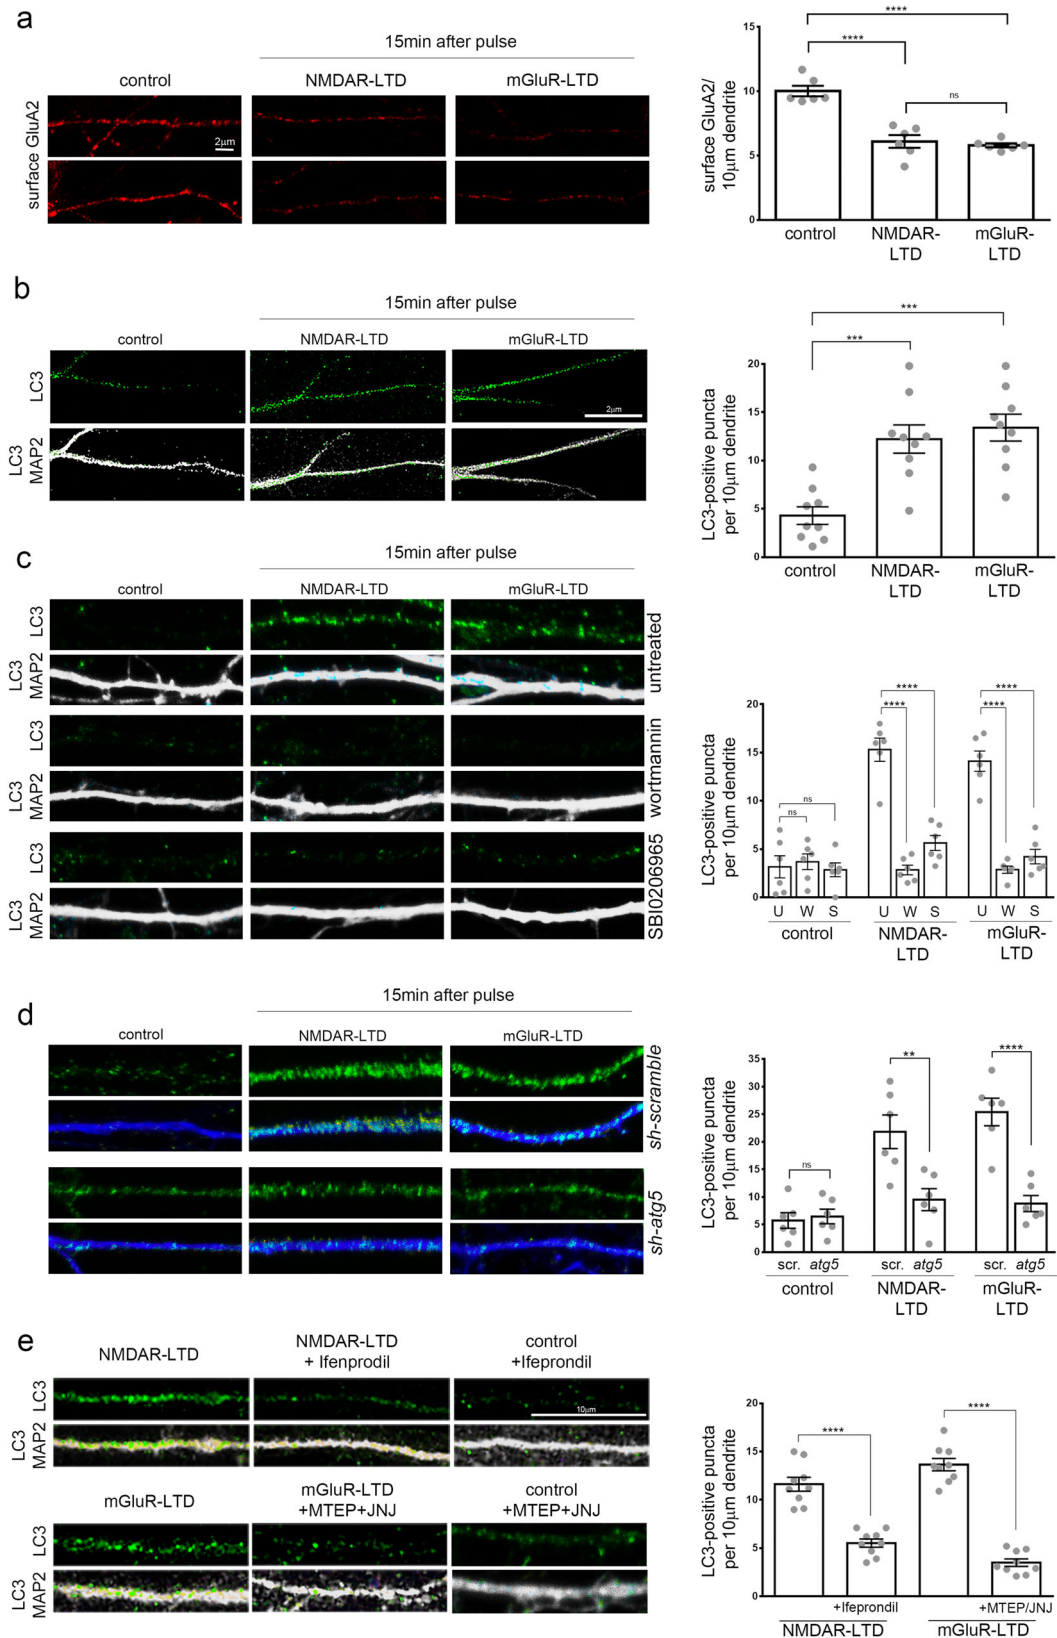 a
15min after pulse
control
NMDAR-LTD
mGluR-LTD
surface GluA2
2μm
surface GluA2/
10μm dendrite
15
10
5
0
****
****
ns
control
NMDAR-
LTD
mGluR-
LTD
b
15min after pulse
control
NMDAR-LTD
mGluR-LTD
LC3
LC3
MAP2
2μm
LC3-positive puncta
per 10μm dendrite
20
15
10
5
0
***
***
control
NMDAR-
LTD
mGluR-
LTD
c
15min after pulse
control
NMDAR-LTD
mGluR-LTD
LC3
LC3
MAP2
untreated
LC3
LC3
MAP2
wortmannin
LC3
LC3
MAP2
SBI0206965
LC3-positive puncta
per 10μm dendrite
20
15
10
5
0
ns
ns
****
****
****
****
U W S
U W S
U W S
control
NMDAR-
LTD
mGluR-
LTD
d
15min after pulse
control
NMDAR-LTD
mGluR-LTD
sh-scramble
sh-atg5
LC3-positive puncta
per 10μm dendrite
35
30
25
20
15
10
5
0
ns
**
****
scr. atg5
scr. atg5
scr. atg5
control
NMDAR-
LTD
mGluR-
LTD
e
NMDAR-LTD
NMDAR-LTD
+ Ifenprodil
control
+Ifeprondil
LC3
LC3
MAP2
10μm
mGluR-LTD
mGluR-LTD
+MTEP+JNJ
control
+MTEP+JNJ
LC3
LC3
MAP2
LC3-positive puncta
per 10μm dendrite
20
15
10
5
0
****
****
+Ifeprondil
+MTEP/JNJ
NMDAR-LTD
mGluR-LTD